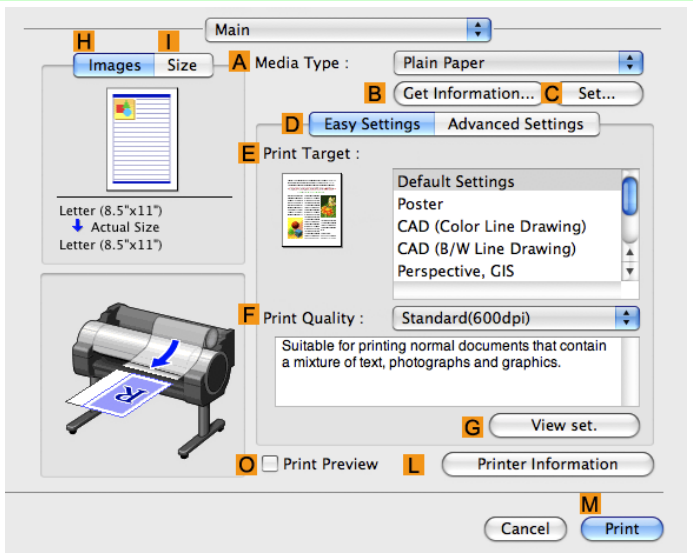 Main
H I
Images Size
A Media Type : Plain Paper
B Get Information... C Set...
D Easy Settings Advanced Settings
E Print Target :
Default Settings
Poster
CAD (Color Line Drawing)
CAD (B/W Line Drawing)
Perspective, GIS
Letter (8.5"x11")
Actual Size
Letter (8.5"x11")
F Print Quality : Standard(600dpi)
Suitable for printing normal documents that contain
a mixture of text, photographs and graphics.
R
G View set.
O Print Preview L Printer Information
M
Cancel Print